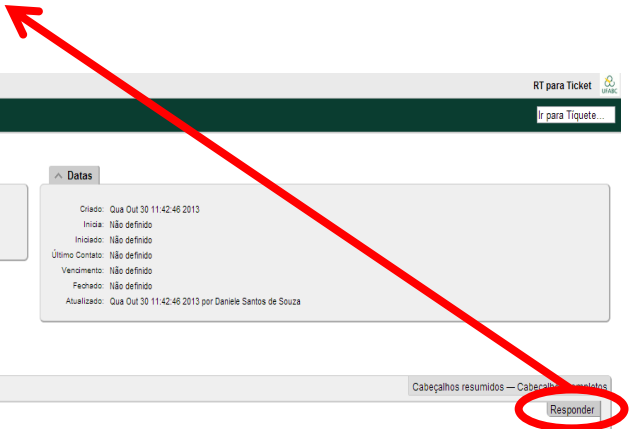 RT para Ticket UFABC
Ir para Tíquete...
^ Datas
Criado: Qua Out 30 11:42:46 2013
Inicia: Não definido
Iniciado: Não definido
Último Contato: Não definido
Vencimento: Não definido
Fechado: Não definido
Atualizado: Qua Out 30 11:42:46 2013 por Daniele Santos de Souza
Cabeçalhos resumidos — Cabeçalhos completos
Responder